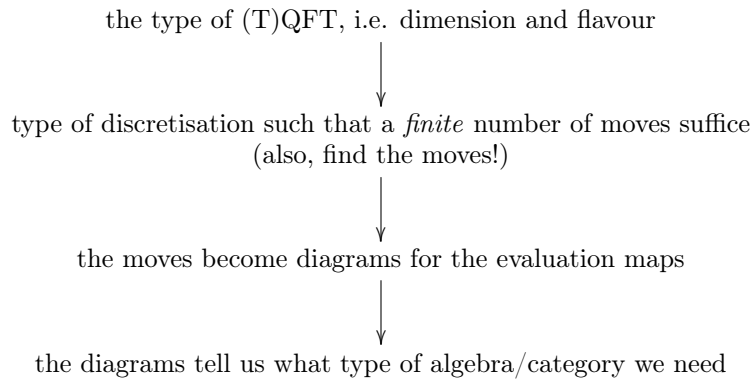 the type of (T)QFT, i.e. dimension and flavour
type of discretisation such that a finite number of moves suffice
(also, find the moves!)
the moves become diagrams for the evaluation maps
the diagrams tell us what type of algebra/category we need